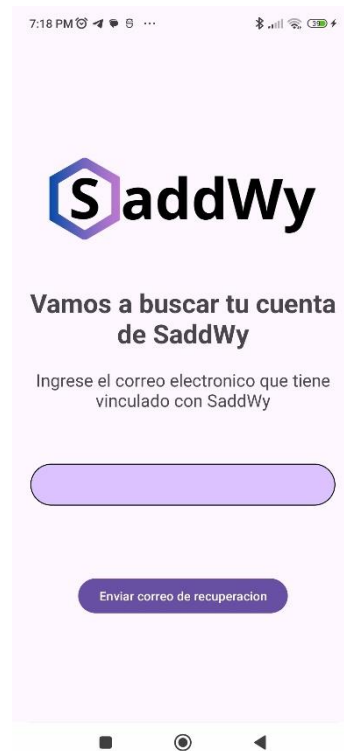 7:18 PM
SaddWy
Vamos a buscar tu cuenta
de SaddWy
Ingrese el correo electronico que tiene
vinculado con SaddWy
Enviar correo de recuperacion